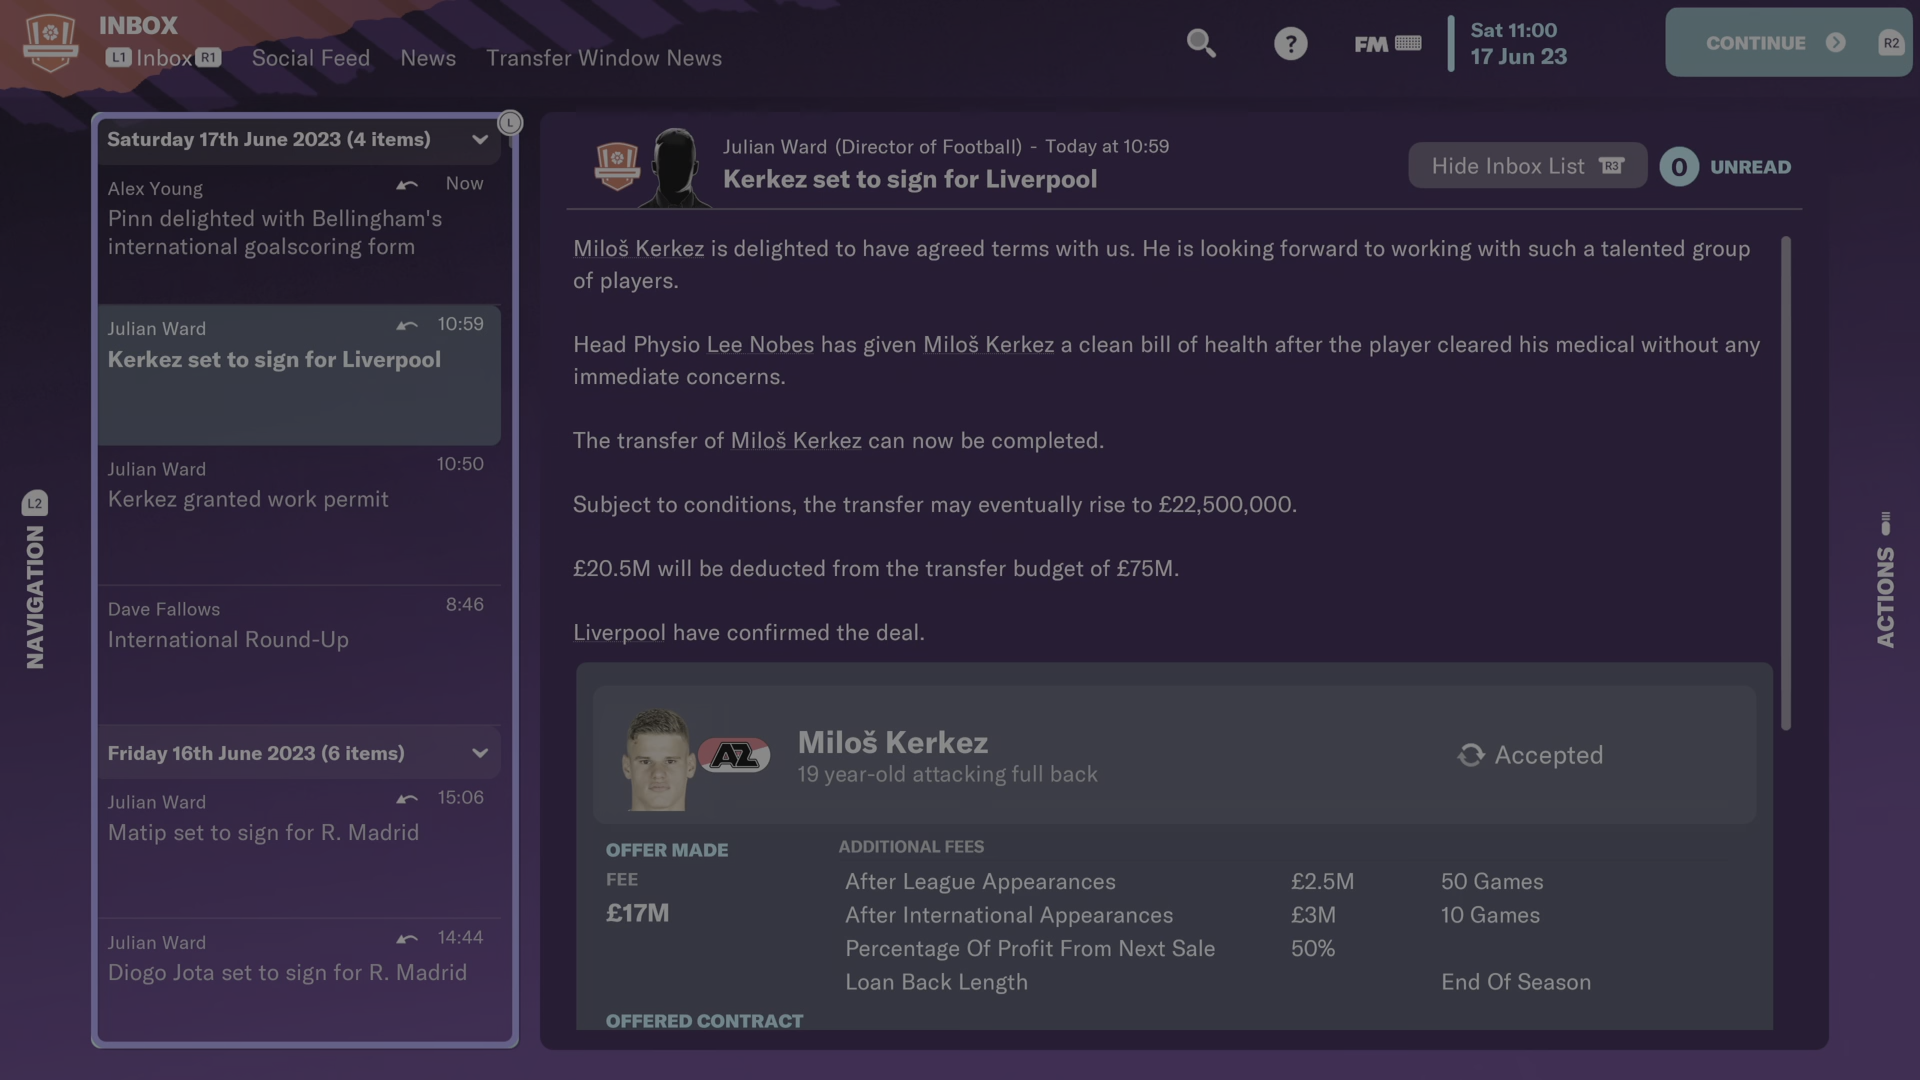 INBOX
L1 Inbox R1 Social Feed News Transfer Window News
?
FM
Sat 11:00
17 Jun 23
CONTINUE R2
L
Saturday 17th June 2023 (4 items)
Alex Young Now
Pinn delighted with Bellingham's
international goalscoring form
Julian Ward 10:59
Kerkez set to sign for Liverpool
Julian Ward 10:50
Kerkez granted work permit
Dave Fallows 8:46
International Round-Up
Friday 16th June 2023 (6 items)
Julian Ward 15:06
Matip set to sign for R. Madrid
Julian Ward 14:44
Diogo Jota set to sign for R. Madrid
L2
NAVIGATION
Julian Ward (Director of Football) - Today at 10:59
Kerkez set to sign for Liverpool
Hide Inbox List R3
0 UNREAD
Miloš Kerkez is delighted to have agreed terms with us. He is looking forward to working with such a talented group
of players.
Head Physio Lee Nobes has given Miloš Kerkez a clean bill of health after the player cleared his medical without any
immediate concerns.
The transfer of Miloš Kerkez can now be completed.
Subject to conditions, the transfer may eventually rise to £22,500,000.
£20.5M will be deducted from the transfer budget of £75M.
Liverpool have confirmed the deal.
AZ
Miloš Kerkez
19 year-old attacking full back
Accepted
OFFER MADE
FEE
£17M
ADDITIONAL FEES
After League Appearances £2.5M 50 Games
After International Appearances £3M 10 Games
Percentage Of Profit From Next Sale 50%
Loan Back Length End Of Season
OFFERED CONTRACT
ACTIONS